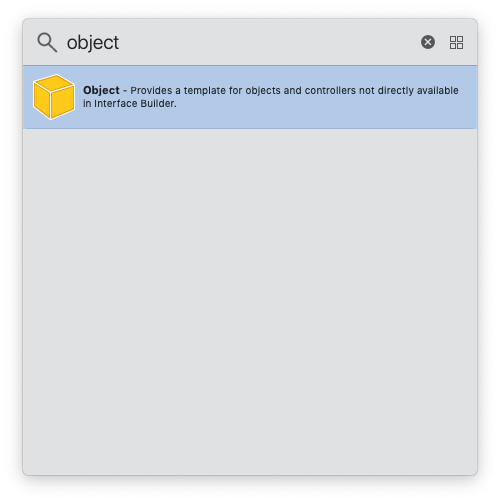 object
Object - Provides a template for objects and controllers not directly available
in Interface Builder.